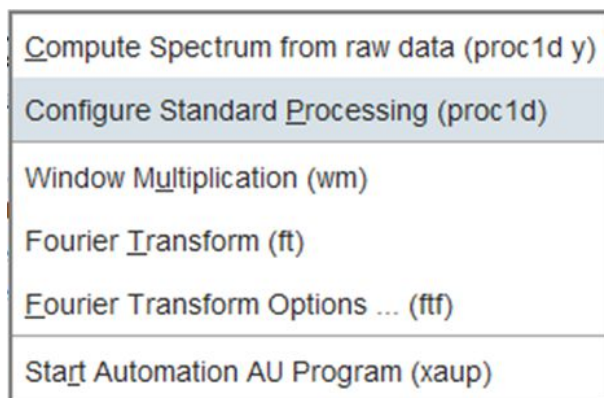 Compute Spectrum from raw data (proc1d y)
Configure Standard Processing (proc1d)
Window Multiplication (wm)
Fourier Transform (ft)
Fourier Transform Options ... (ftf)
Start Automation AU Program (xaup)